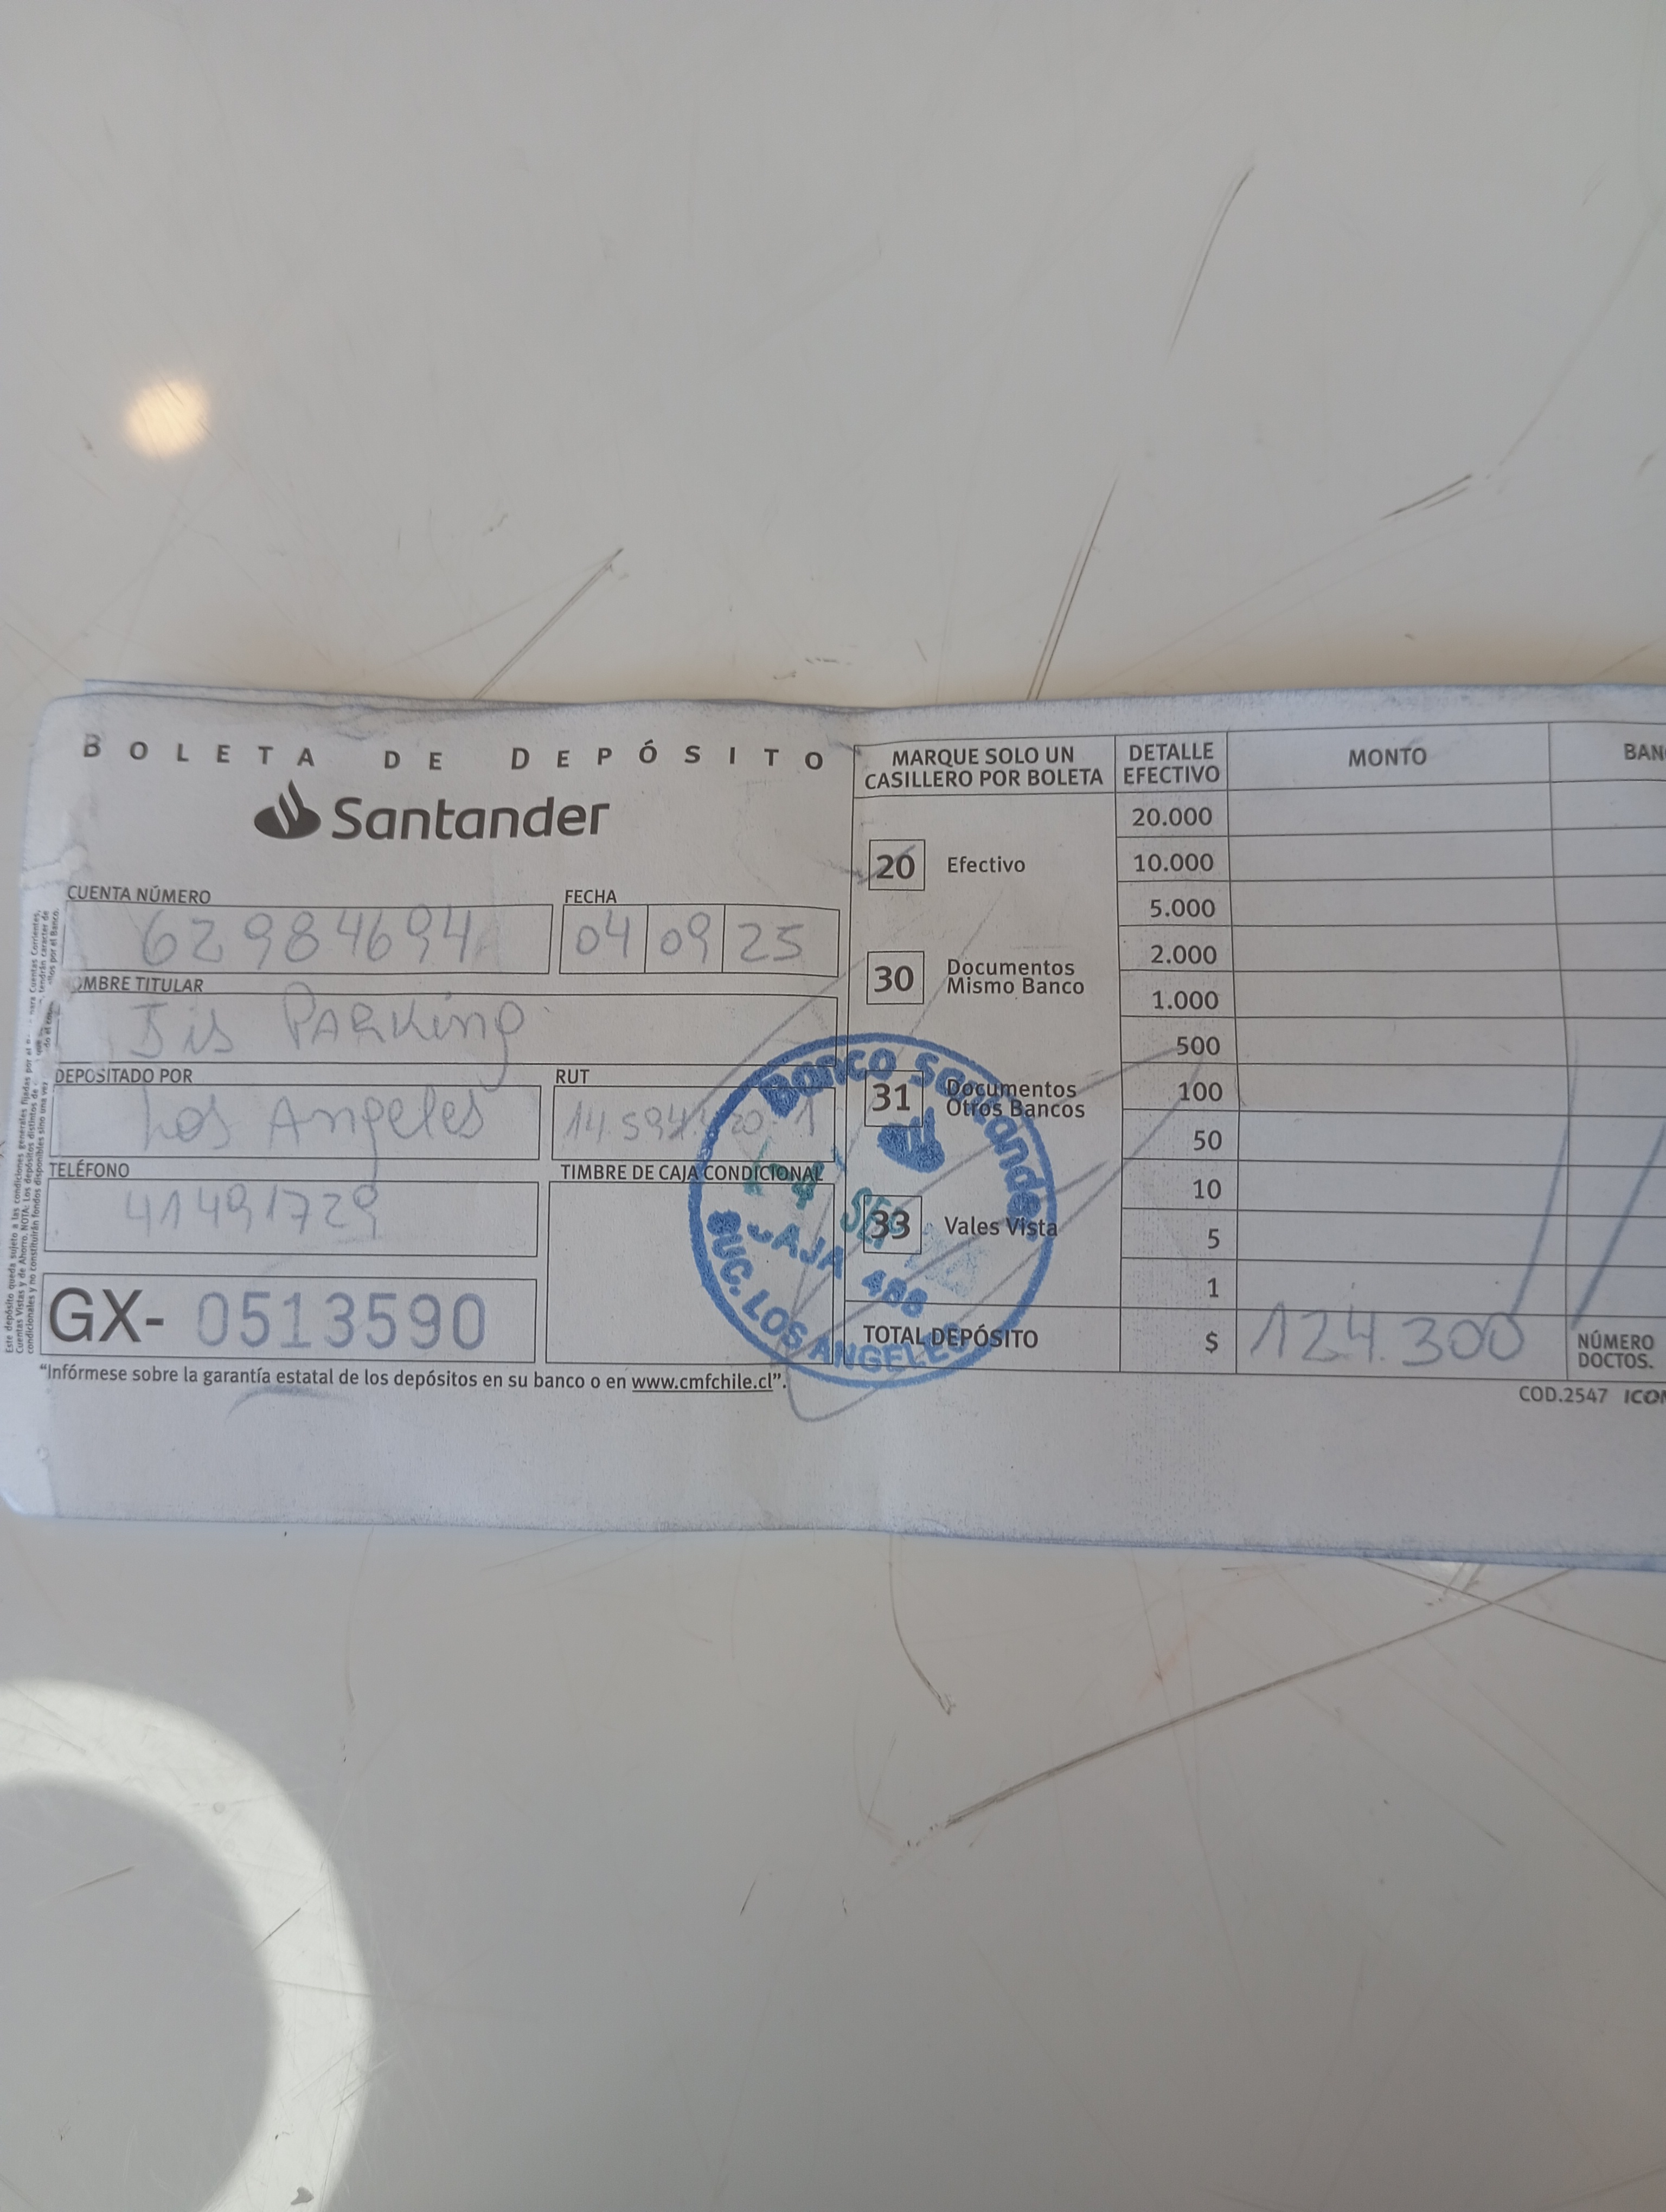 BOLETA DE DEPÓSITO
Santander
CUENTA NÚMERO
62984694
FECHA
04 09 25
NOMBRE TITULAR
Jis PARKing
DEPOSITADO POR
Los Angeles
RUT
TELÉFONO
41491729
TIMBRE DE CAJA CONDICIONAL
GX- 0513590
"Infórmese sobre la garantía estatal de los depósitos en su banco o en www.cmfchile.cl".
MARQUE SOLO UN
CASILLERO POR BOLETA
20 Efectivo
30 Documentos
Mismo Banco
31 Documentos
Otros Bancos
33 Vales Vista
TOTAL DEPÓSITO $ 124.300
DETALLE
EFECTIVO
MONTO
20.000
10.000
5.000
2.000
1.000
500
100
50
10
5
1
NÚMERO
DOCTOS.
COD.2547
Banco Santander
SEP
CAJA
SUC. LOS ANGELES